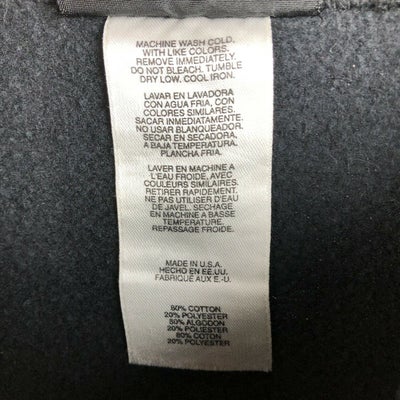 MACHINE WASH COLD.
WITH LIKE COLORS.
REMOVE IMMEDIATELY.
DO NOT BLEACH. TUMBLE
DRY LOW. COOL IRON.
LAVAR EN LAVADORA
CON AGUA FRIA, CON
COLORES SIMILARES.
SACAR INMEDIATAMENTE.
NO USAR BLANQUEADOR.
SECAR EN SECADORA,
A BAJA TEMPERATURA.
PLANCHA FRIA.
LAVER EN MACHINE A
L'EAU FROIDE, AVEC
COULEURS SIMILAIRES.
RETIRER RAPIDEMENT.
NE PAS UTILISER D'EAU
DE JAVEL. SECHAGE
EN MACHINE A BASSE
TEMPERATURE.
REPASSAGE FROIDE.
MADE IN U.S.A.
HECHO EN EE.UU.
FABRIQUE AUX E.-U.
80% COTTON
20% POLYESTER
80% ALGODON
20% POLIESTER
80% COTON
20% POLYESTER